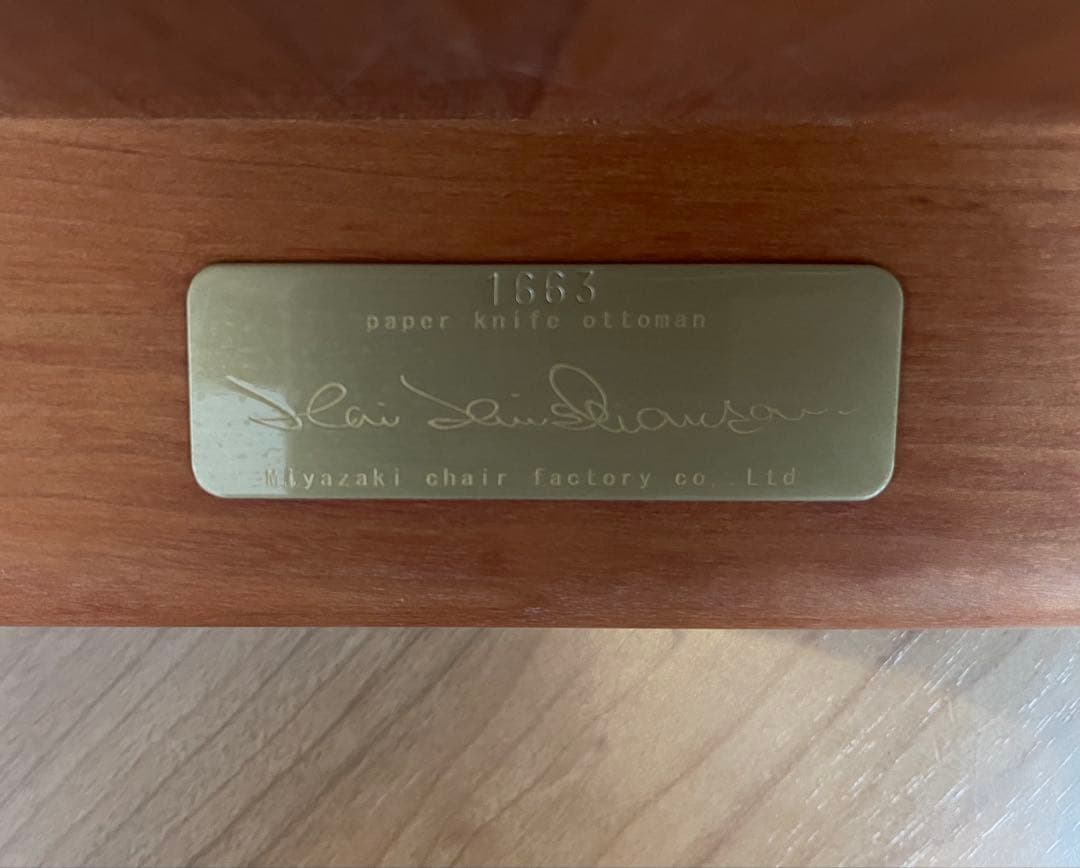 1663
paper knife ottoman
Miyazaki chair factory co,.Ltd